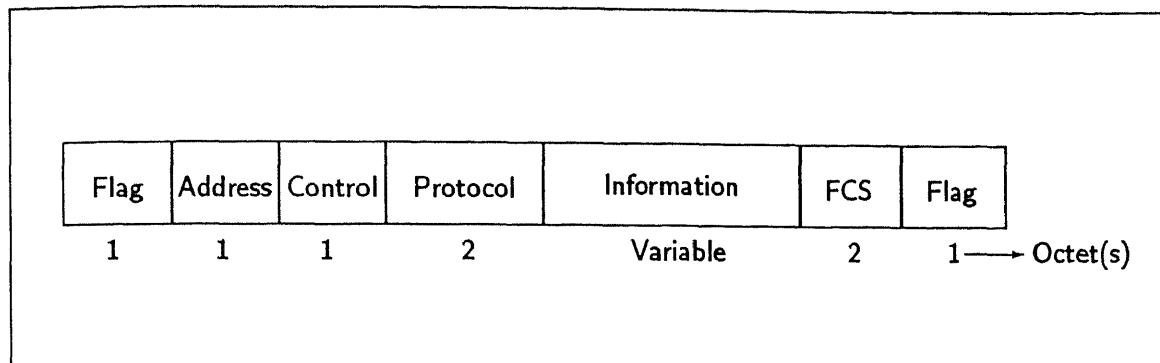 Flag Address Control Protocol Information FCS Flag
1 1 1 2 Variable 2 1 Octet(s)